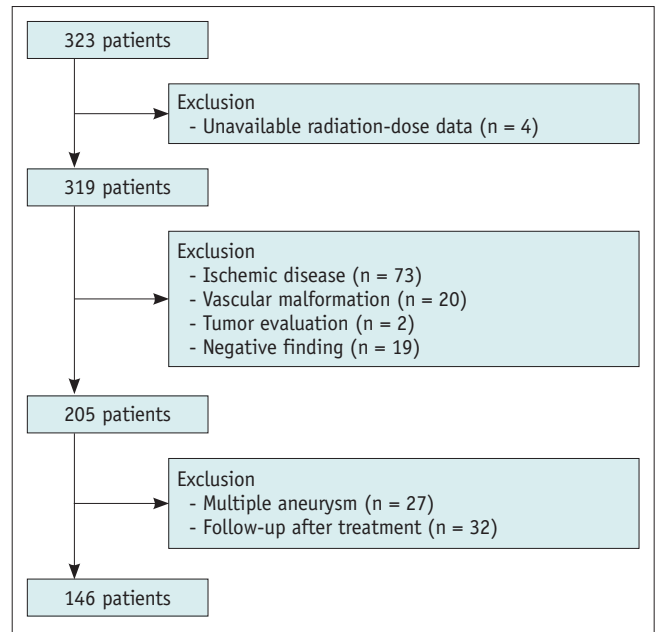 323 patients
Exclusion
- Unavailable radiation-dose data (n = 4)
319 patients
Exclusion
- Ischemic disease (n = 73)
- Vascular malformation (n = 20)
- Tumor evaluation (n = 2)
- Negative finding (n = 19)
205 patients
Exclusion
- Multiple aneurysm (n = 27)
- Follow-up after treatment (n = 32)
146 patients